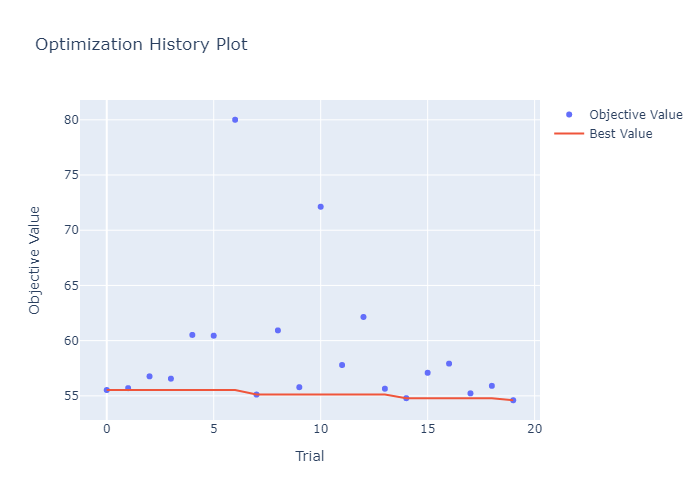 Optimization History Plot
Objective Value
Best Value
80
75
70
65
60
55
Objective Value
0 5 10 15 20
Trial